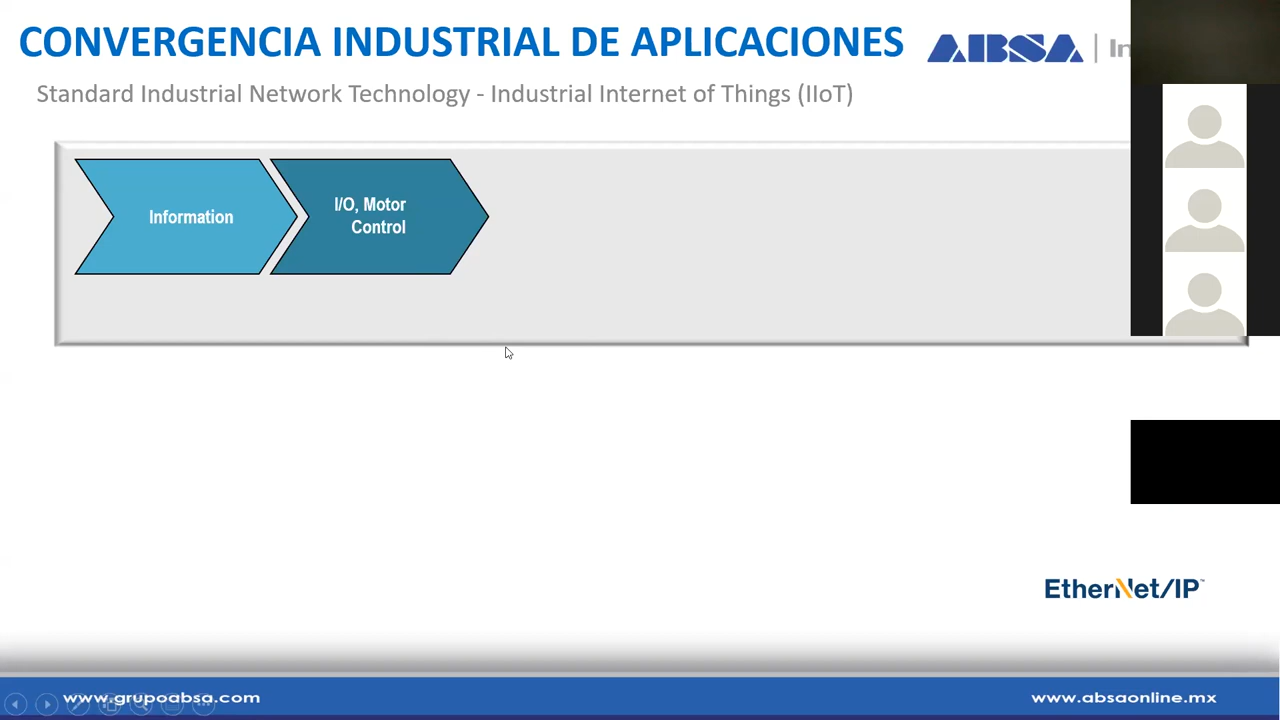 CONVERGENCIA INDUSTRIAL DE APLICACIONES
ABSA
Standard Industrial Network Technology - Industrial Internet of Things (IIoT)
Information
I/O, Motor
Control
EtherNet/IP™
www.grupoabsa.com
www.absaonline.mx